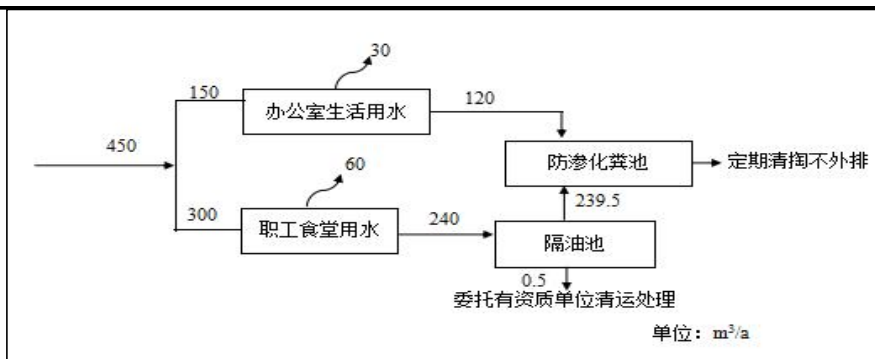 30
150
办公室生活用水
120
450
防渗化粪池
定期清掏不外排
60
239.5
300
职工食堂用水
240
隔油池
0.5
委托有资质单位清运处理
单位：m³/a